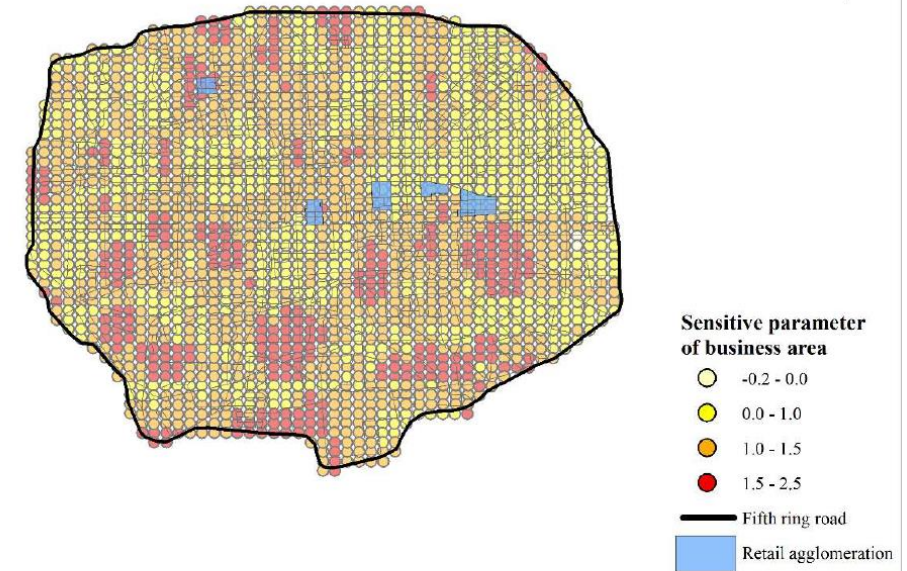 Sensitive parameter
of business area
-0.2 - 0.0
0.0 - 1.0
1.0 - 1.5
1.5 - 2.5
Fifth ring road
Retail agglomeration